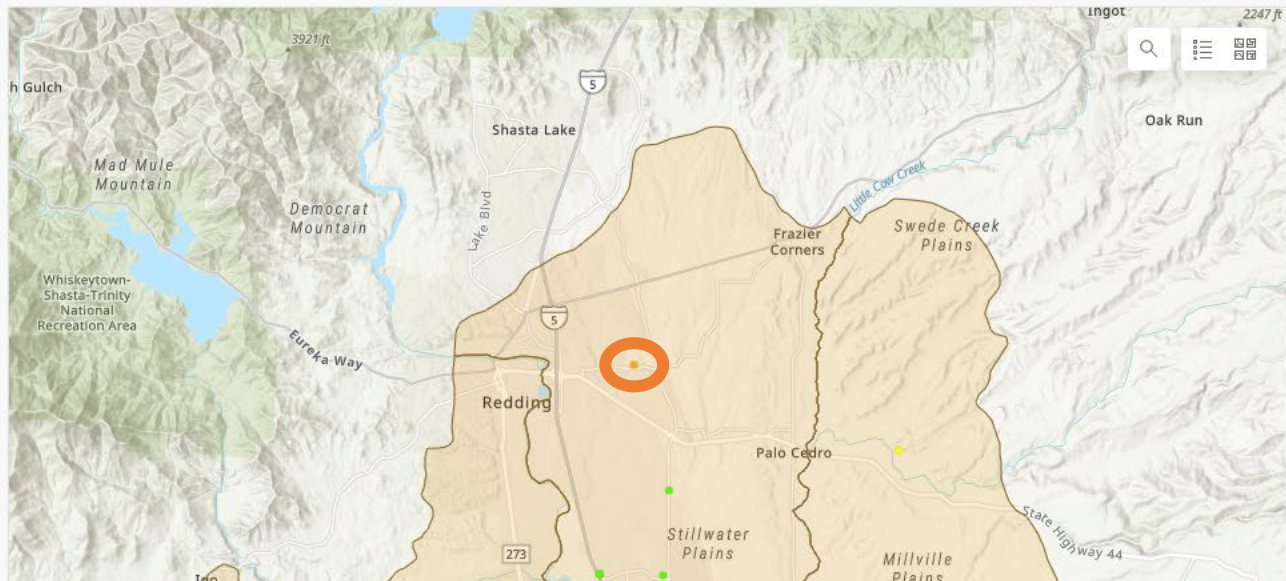 Ingot
2247 ft
3921 ft
5
h Gulch
Shasta Lake
Oak Run
Mad Mule
Mountain
Little Cow Creek
Democrat
Mountain
Lake Blvd
Frazier
Corners
Swede Creek
Plains
Whiskeytown-
Shasta-Trinity
National
Recreation Area
5
Eureka Way
Redding
Palo Cedro
State Highway 44
Stillwater
Plains
273
Millville
Plains
Igo